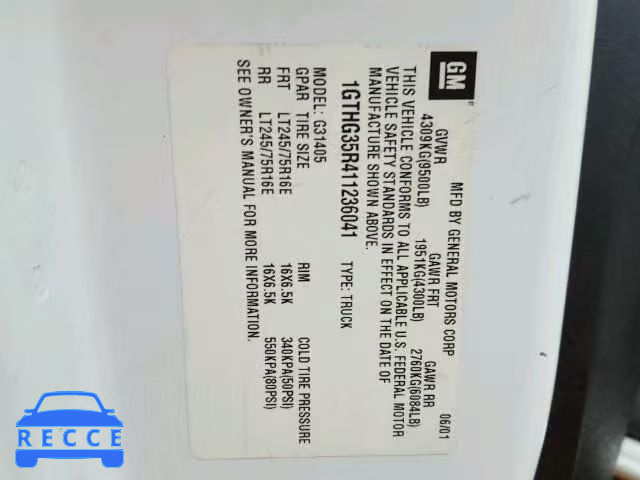 GM
MFD BY GENERAL MOTORS CORP 06/01
GVWR GAWR FRT GAWR RR
4309KG(9500LB) 1951KG(4300LB) 2760KG(6084LB)
THIS VEHICLE CONFORMS TO ALL APPLICABLE U.S. FEDERAL MOTOR
VEHICLE SAFETY STANDARDS IN EFFECT ON THE DATE OF
MANUFACTURE SHOWN ABOVE.
1GTHG35R411236041 TYPE: TRUCK
MODEL: G31405
GPAR TIRE SIZE RIM COLD TIRE PRESSURE
FRT LT245/75R16E 16X6.5K 340KPA(50PSI)
RR LT245/75R16E 16X6.5K 550KPA(80PSI)
SEE OWNER'S MANUAL FOR MORE INFORMATION.
RECCE